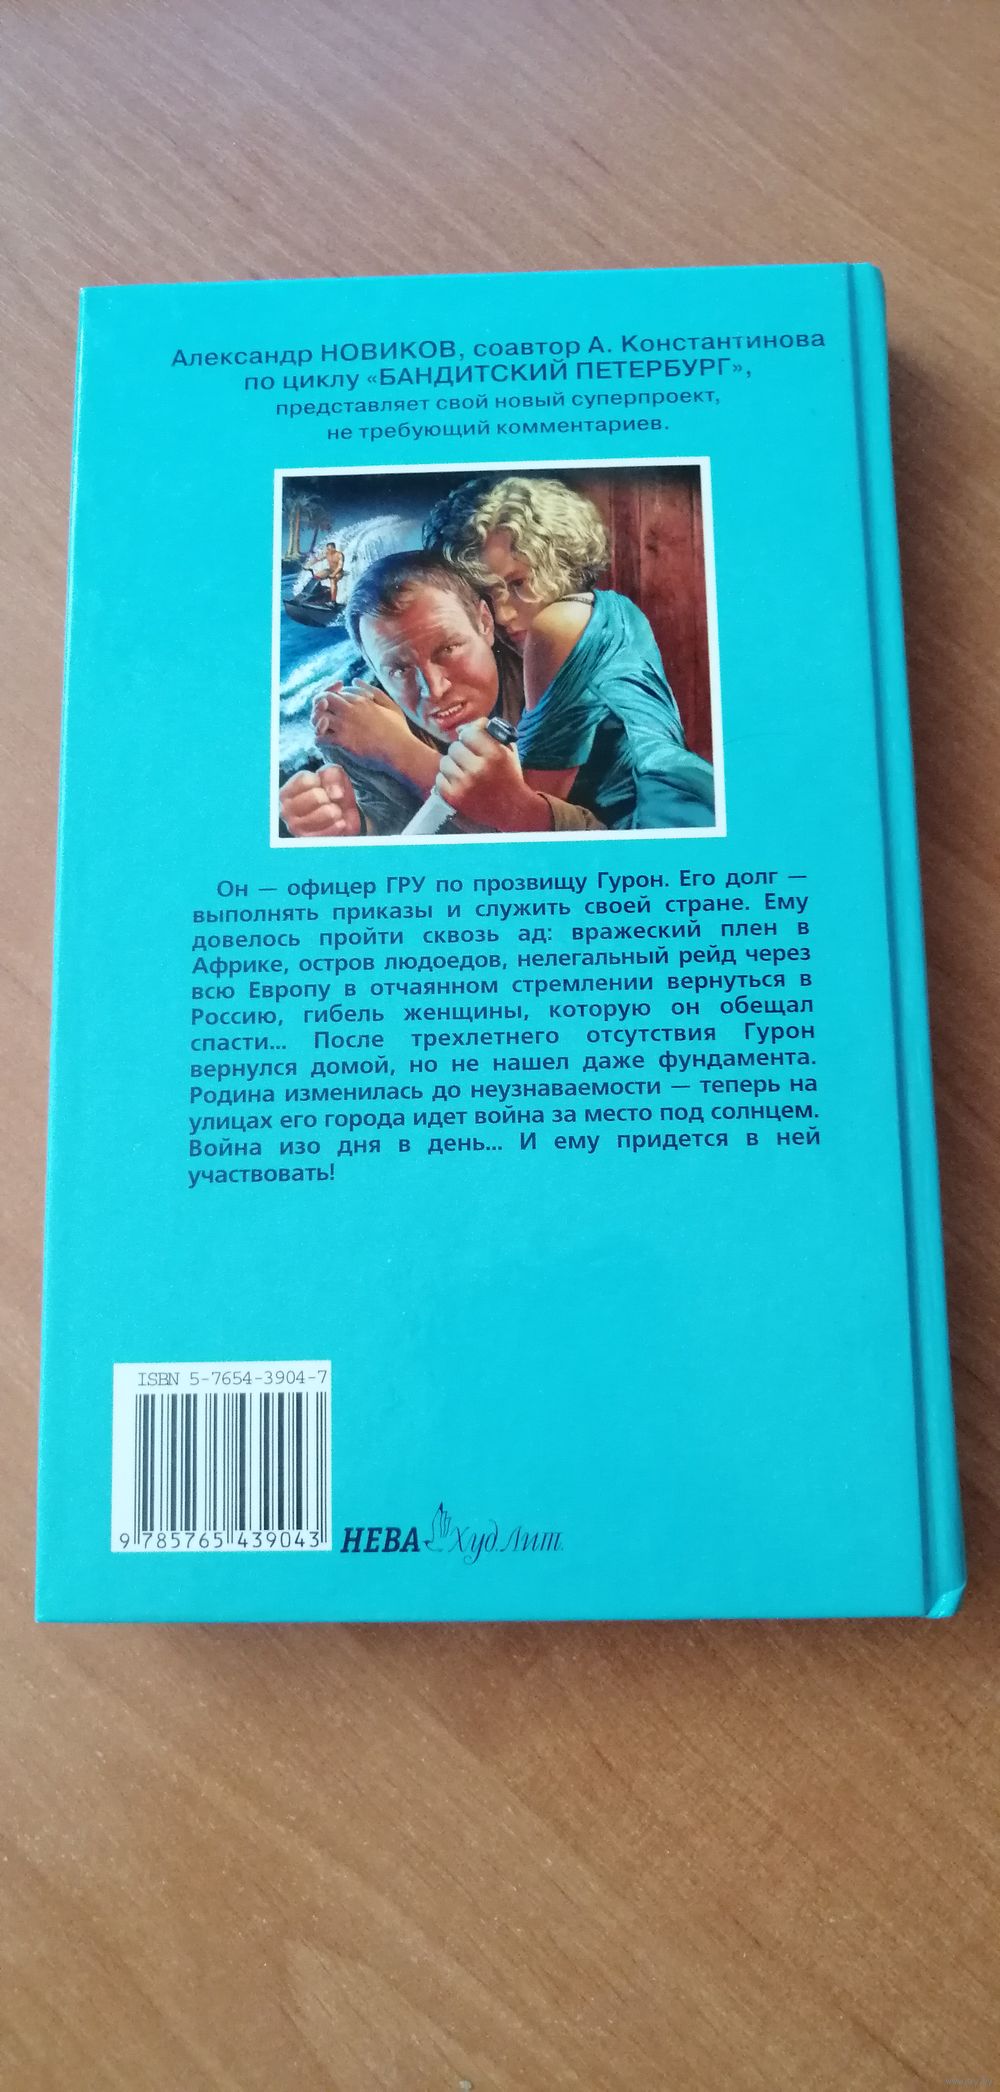 Александр НОВИКОВ, соавтор А. Константинова
по циклу «БАНДИТСКИЙ ПЕТЕРБУРГ»,
представляет свой новый суперпроект,
не требующий комментариев.
Он — офицер ГРУ по прозвищу Гурон. Его долг —
выполнять приказы и служить своей стране. Ему
довелось пройти сквозь ад: вражеский плен в
Африке, остров людоедов, нелегальный рейд через
всю Европу в отчаянном стремлении вернуться в
Россию, гибель женщины, которую он обещал
спасти... После трехлетнего отсутствия Гурон
вернулся домой, но не нашел даже фундамента.
Родина изменилась до неузнаваемости — теперь на
улицах его города идет война за место под солнцем.
Война изо дня в день... И ему придется в ней
участвовать!
ISBN 5-7654-3904-7
9 785765 439043
НЕВА Худ.Лит.